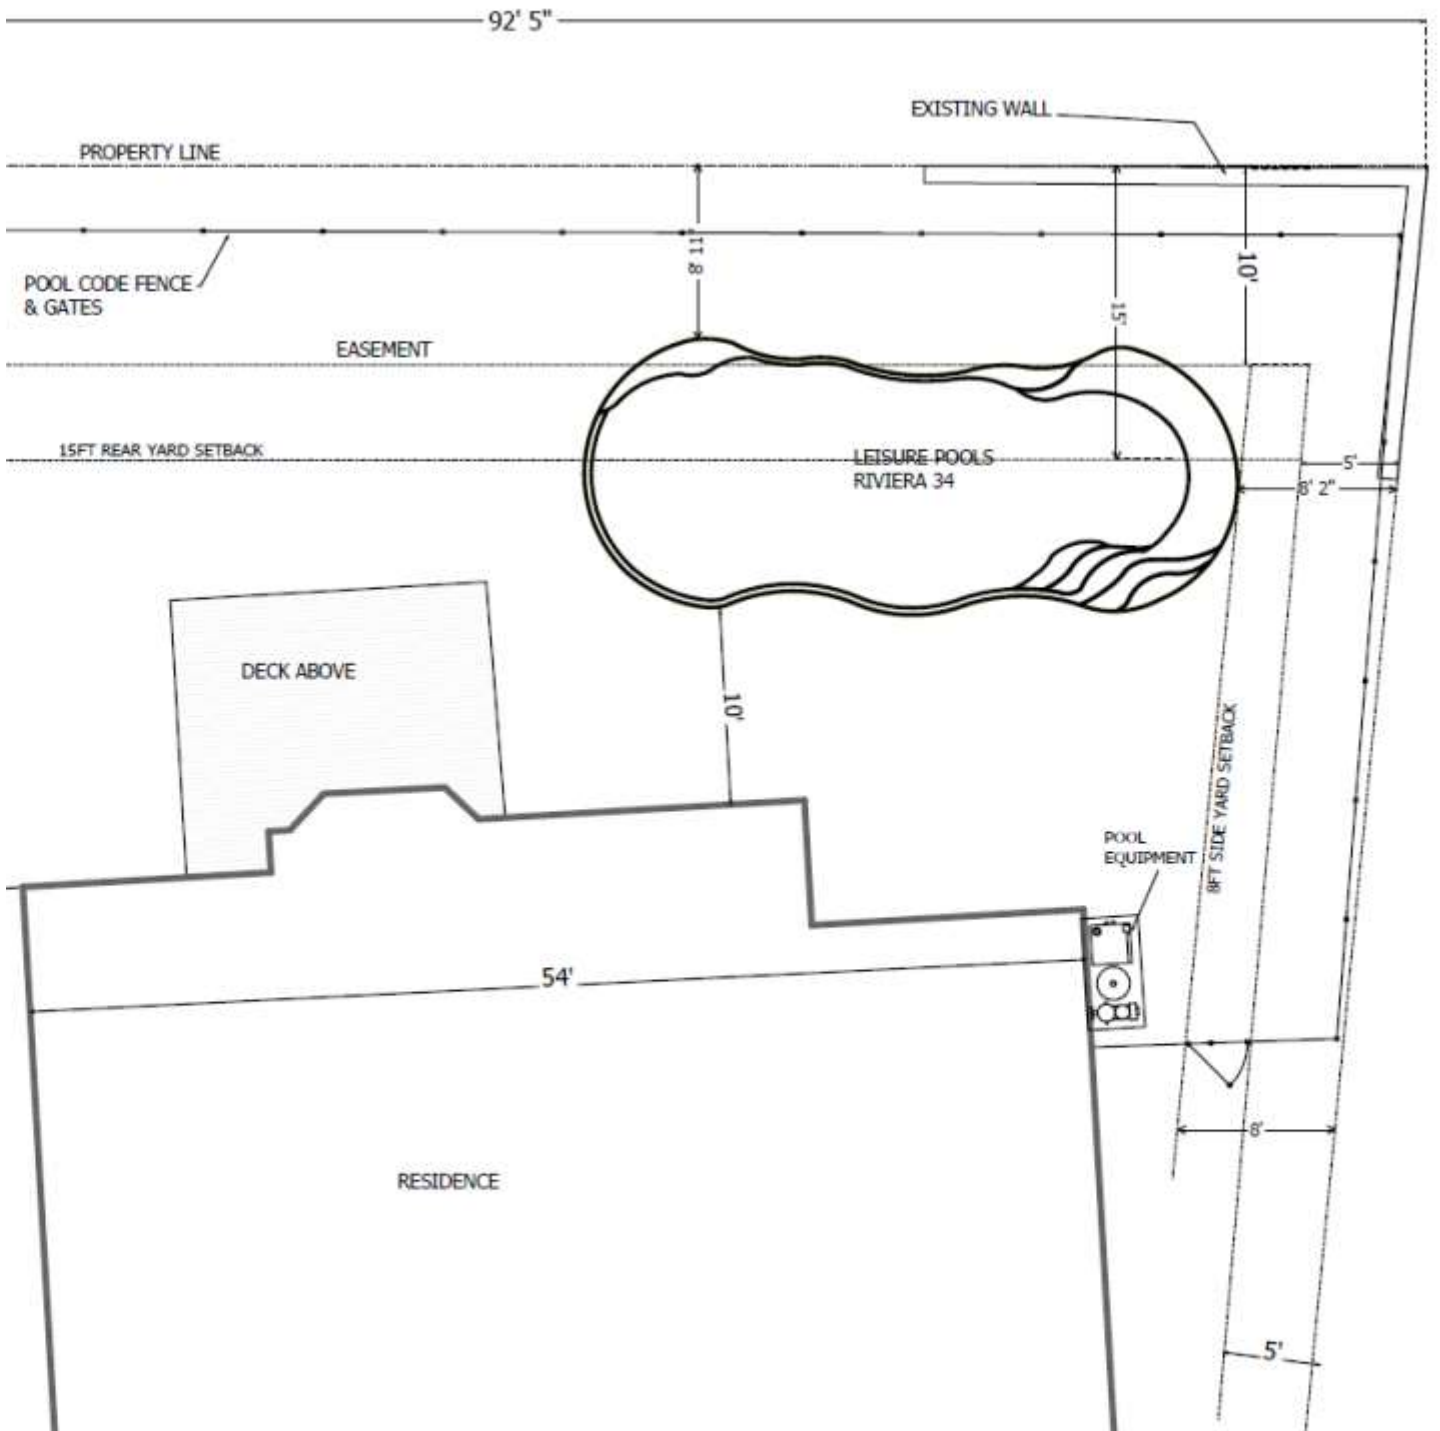 92' 5"
EXISTING WALL
PROPERTY LINE
11' 8
10'
15'
POOL CODE FENCE
& GATES
EASEMENT
15FT REAR YARD SETBACK
LEISURE POOLS
RIVIERA 34
5'
8' 2"
DECK ABOVE
10'
8FT SIDE YARD SETBACK
POOL
EQUIPMENT
54'
8'
RESIDENCE
5'